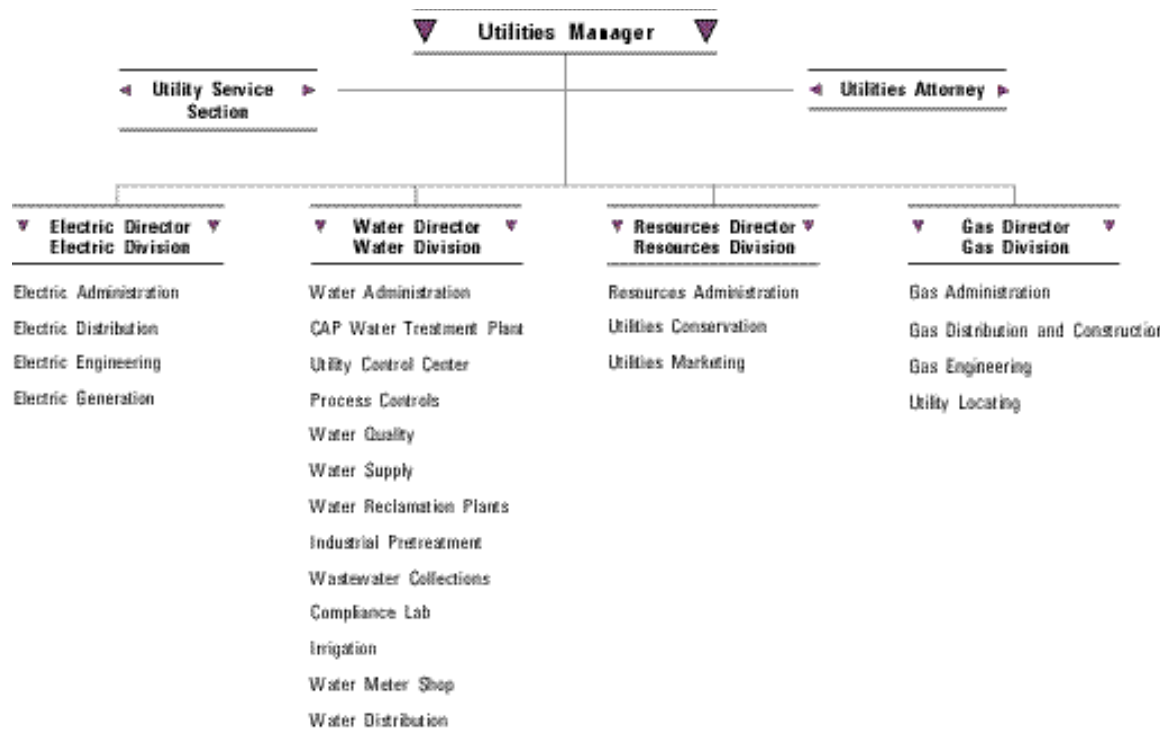 Utilities Manager
Utility Service
Section
Utilities Attorney
Electric Director
Electric Division
Electric Administration
Electric Distribution
Electric Engineering
Electric Generation
Water Director
Water Division
Water Administration
CAP Water Treatment Plant
Utility Control Center
Process Controls
Water Quality
Water Supply
Water Reclamation Plants
Industrial Pretreatment
Wastewater Collections
Compliance Lab
Irrigation
Water Meter Shop
Water Distribution
Resources Director
Resources Division
Resources Administration
Utilities Conservation
Utilities Marketing
Gas Director
Gas Division
Gas Administration
Gas Distribution and Construction
Gas Engineering
Utility Locating